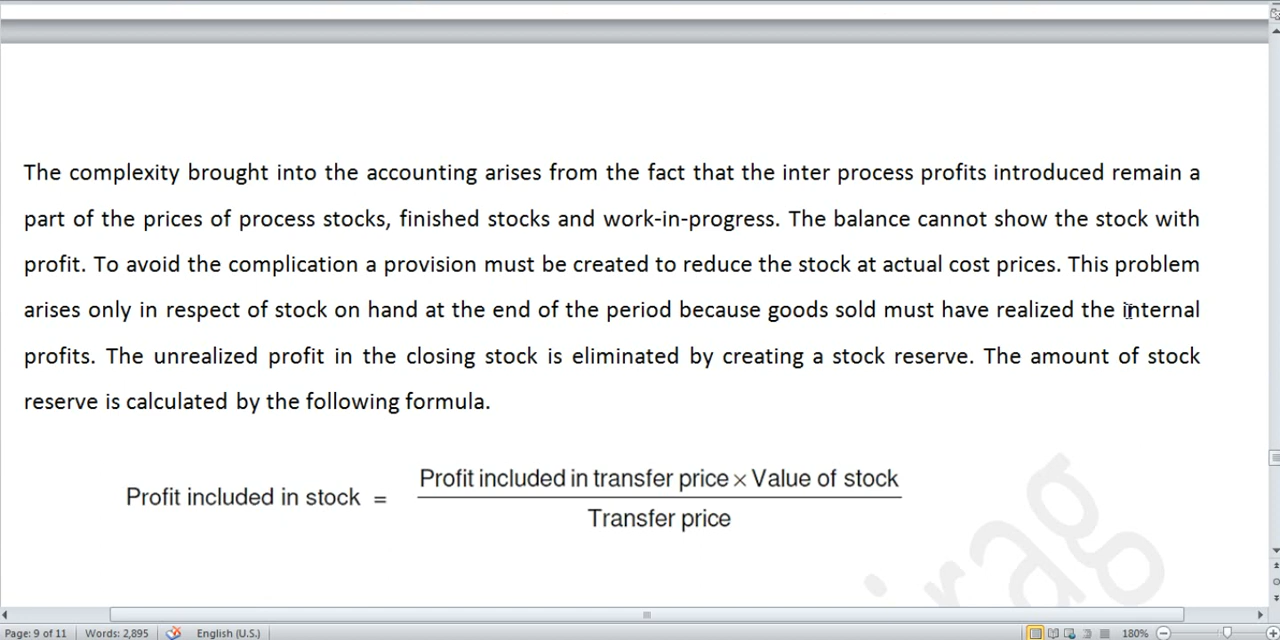 The complexity brought into the accounting arises from the fact that the inter process profits introduced remain a
part of the prices of process stocks, finished stocks and work-in-progress. The balance cannot show the stock with
profit. To avoid the complication a provision must be created to reduce the stock at actual cost prices. This problem
arises only in respect of stock on hand at the end of the period because goods sold must have realized the internal
profits. The unrealized profit in the closing stock is eliminated by creating a stock reserve. The amount of stock
reserve is calculated by the following formula.
Profit included in stock = Profit included in transfer price × Value of stock
Transfer price
irag
Page: 9 of 11 Words: 2,895 English (U.S.) 180%